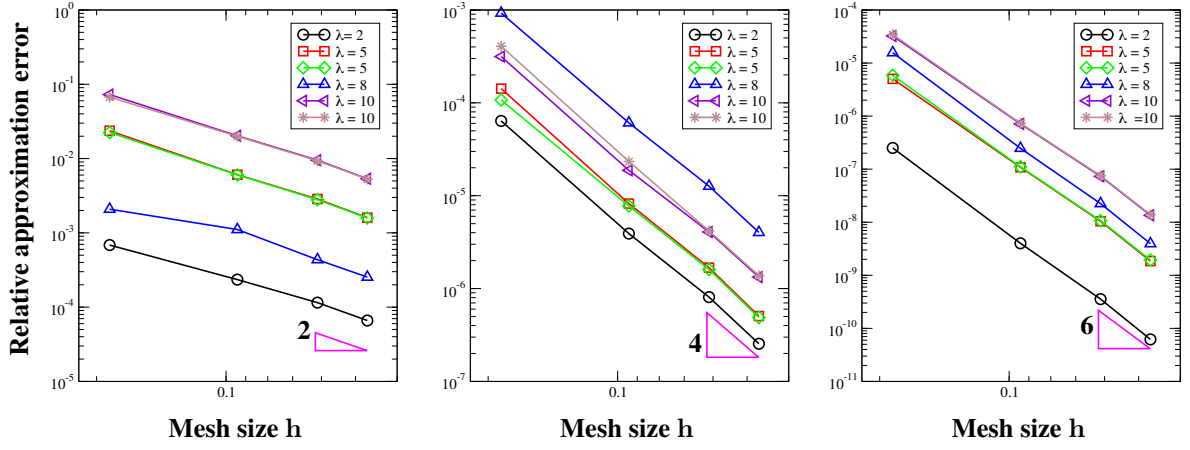 Relative approximation error
10^0
10^-1
10^-2
10^-3
10^-4
10^-5
λ= 2
λ = 5
λ = 5
λ = 8
λ = 10
λ = 10
2
0.1
Mesh size h
10^-3
10^-4
10^-5
10^-6
10^-7
λ = 2
λ = 5
λ = 5
λ = 8
λ = 10
λ = 10
4
0.1
Mesh size h
10^-4
10^-5
10^-6
10^-7
10^-8
10^-9
10^-10
10^-11
λ = 2
λ = 5
λ = 5
λ = 8
λ = 10
λ =10
6
0.1
Mesh size h